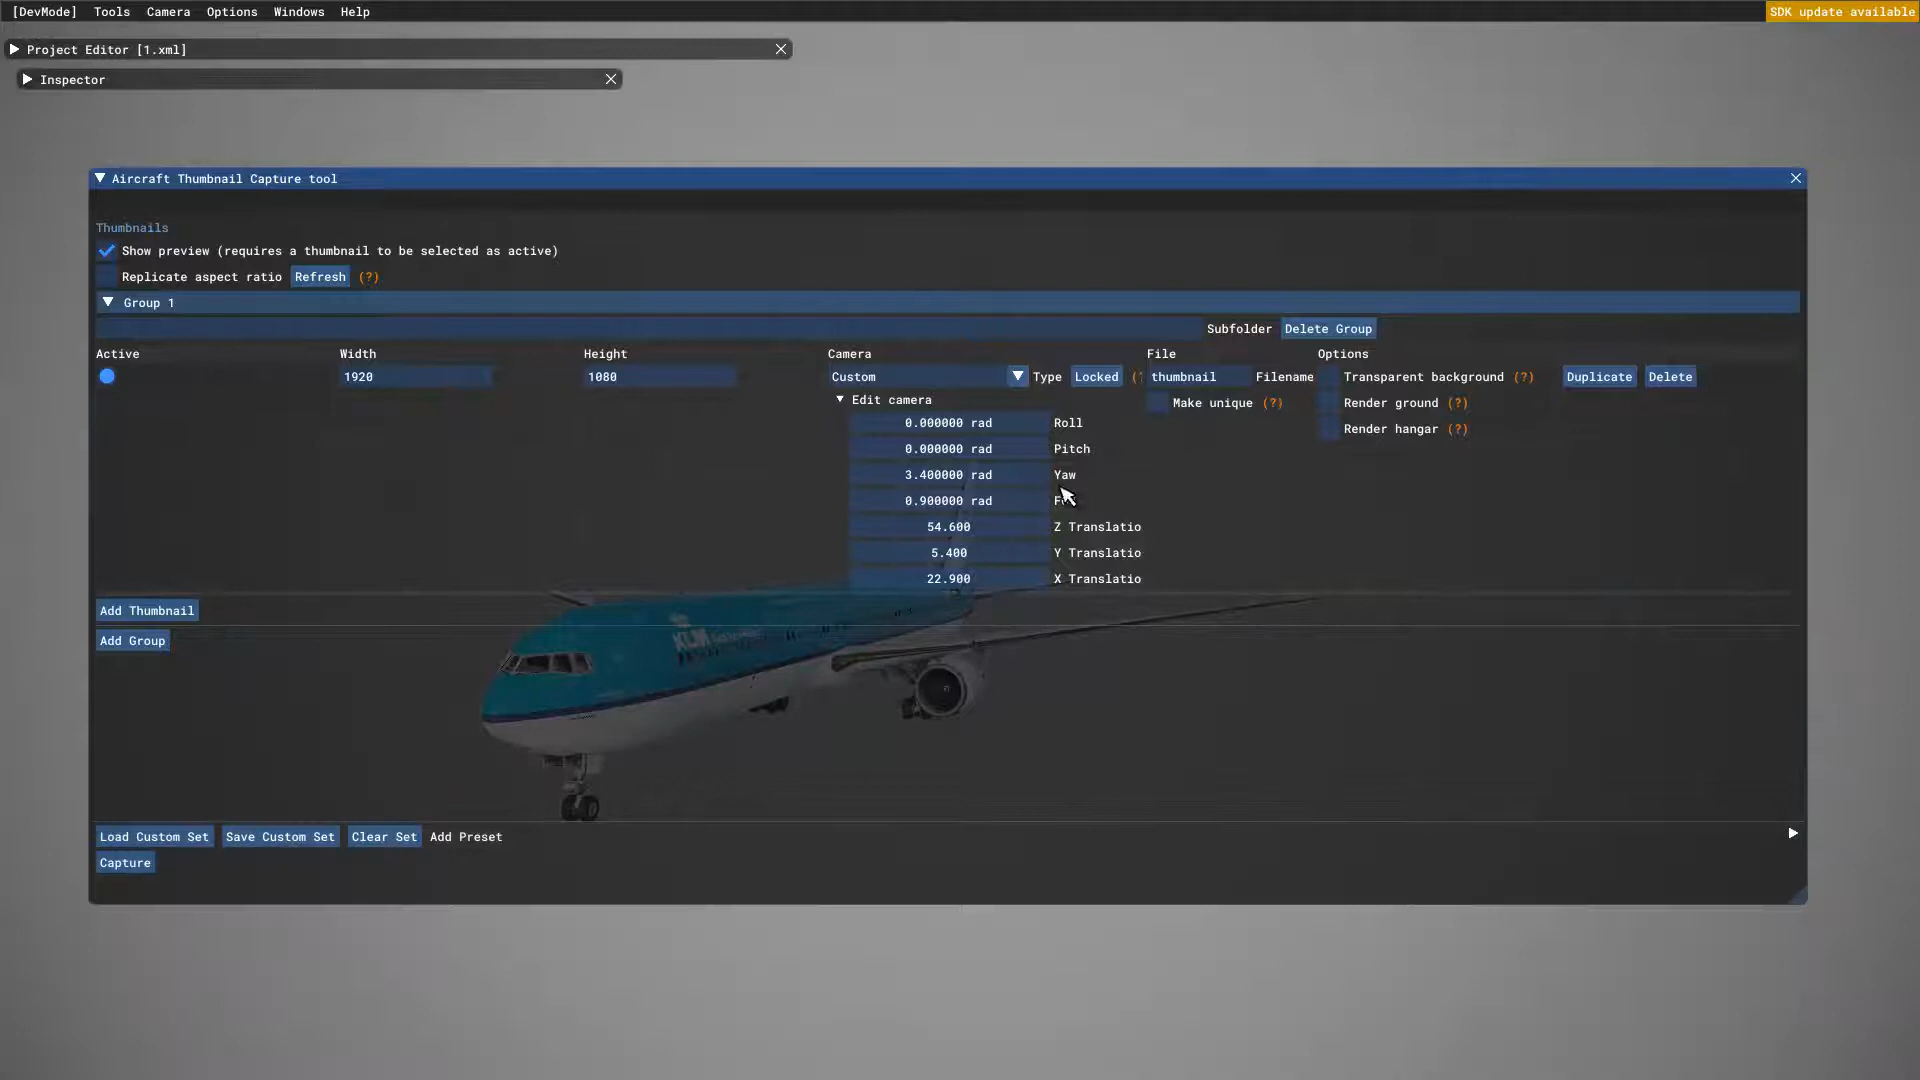 [DevMode] Tools Camera Options Windows Help SDK update available
Project Editor [1.xml]
Inspector
Aircraft Thumbnail Capture tool
Thumbnails
Show preview (requires a thumbnail to be selected as active)
Replicate aspect ratio Refresh (?)
Group 1
Subfolder Delete Group
Active Width Height Camera File Options
1920 1080 Custom Type Locked (? thumbnail Filename Transparent background (?) Duplicate Delete
Edit camera Make unique (?) Render ground (?)
0.000000 rad Roll Render hangar (?)
0.000000 rad Pitch
3.400000 rad Yaw
0.900000 rad
54.600 Z Translatio
5.400 Y Translatio
22.900 X Translatio
Add Thumbnail
Add Group
KLM
Load Custom Set Save Custom Set Clear Set Add Preset
Capture